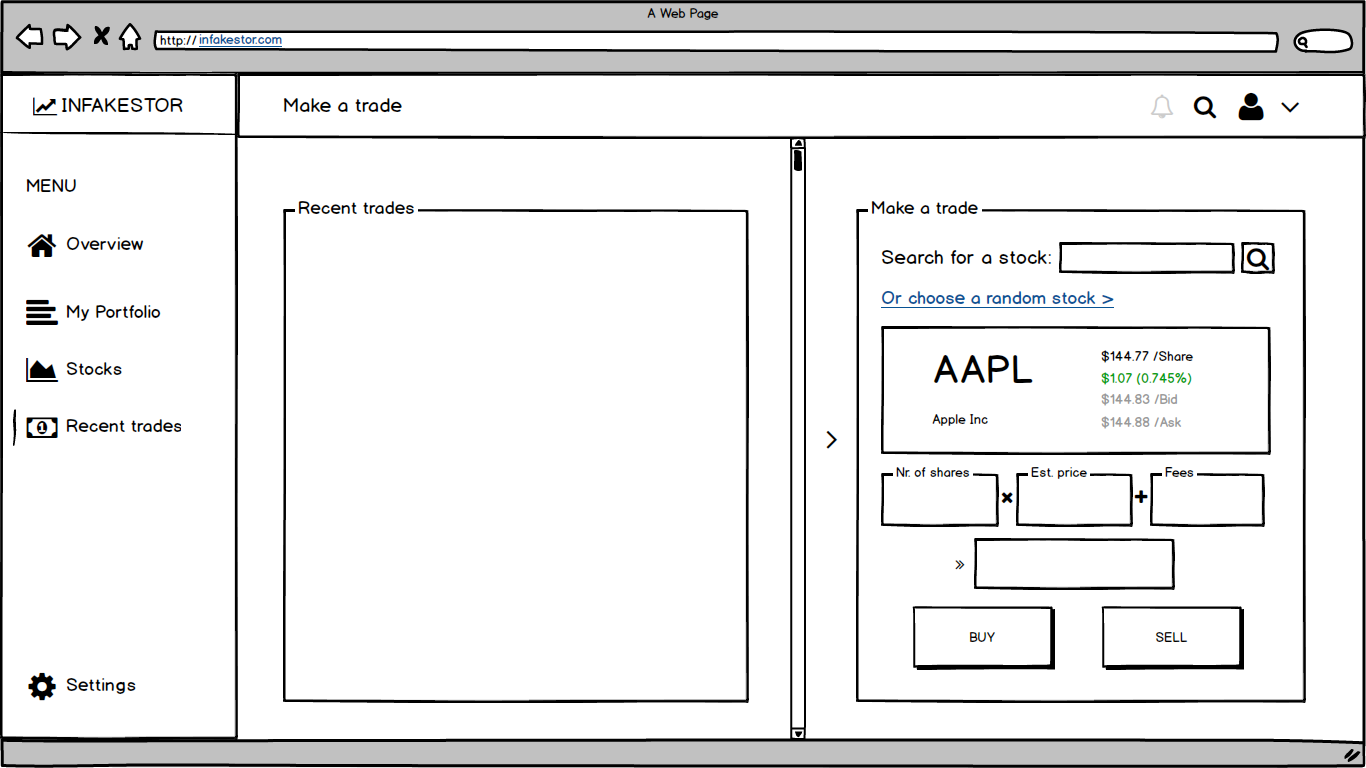 A Web Page
http://infakestor.com
INFAKESTOR
Make a trade
MENU
Overview
My Portfolio
Stocks
Recent trades
Settings
Recent trades
Make a trade
Search for a stock:
Or choose a random stock >
AAPL
Apple Inc
$144.77 /Share
$1.07 (0.745%)
$144.83 /Bid
$144.88 /Ask
Nr. of shares
Est. price
Fees
BUY
SELL